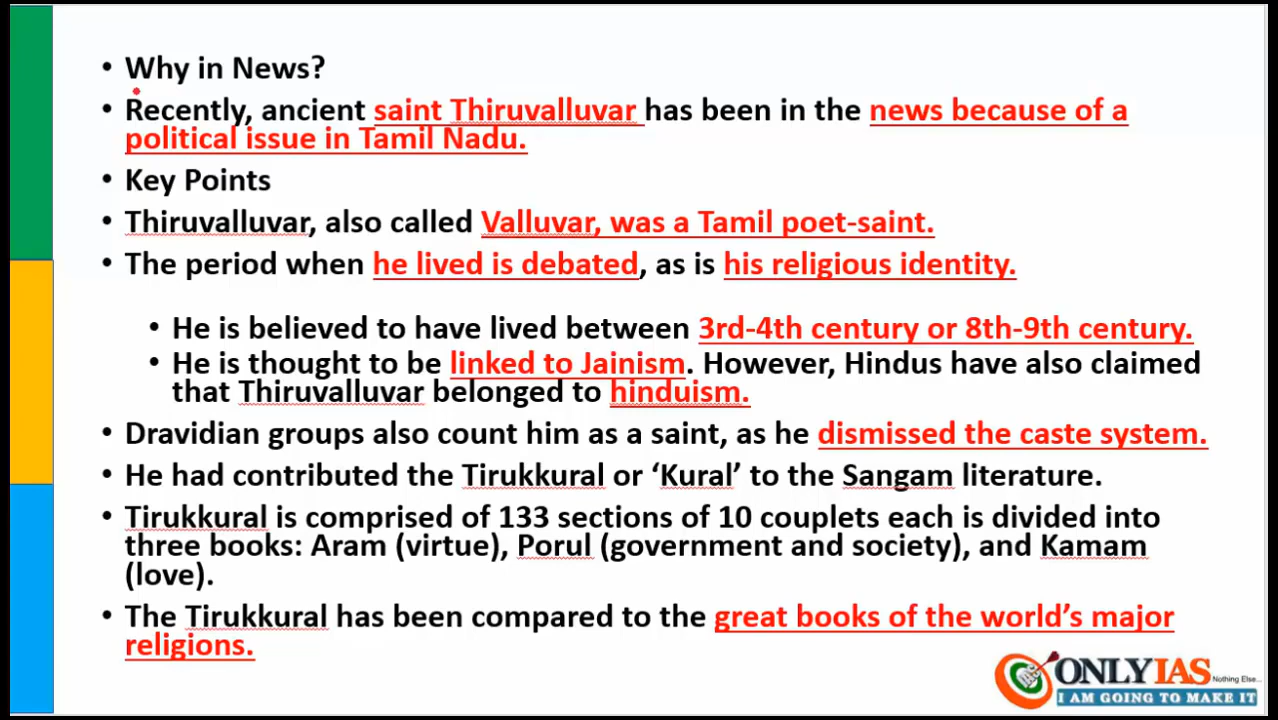 • Why in News?
• Recently, ancient saint Thiruvalluvar has been in the news because of a
political issue in Tamil Nadu.
• Key Points
• Thiruvalluvar, also called Valluvar, was a Tamil poet-saint.
• The period when he lived is debated, as is his religious identity.
• He is believed to have lived between 3rd-4th century or 8th-9th century.
• He is thought to be linked to Jainism. However, Hindus have also claimed
that Thiruvalluvar belonged to hinduism.
• Dravidian groups also count him as a saint, as he dismissed the caste system.
• He had contributed the Tirukkural or ‘Kural’ to the Sangam literature.
• Tirukkural is comprised of 133 sections of 10 couplets each is divided into
three books: Aram (virtue), Porul (government and society), and Kamam
(love).
• The Tirukkural has been compared to the great books of the world’s major
religions.
ONLYIAS Nothing Else...
I AM GOING TO MAKE IT